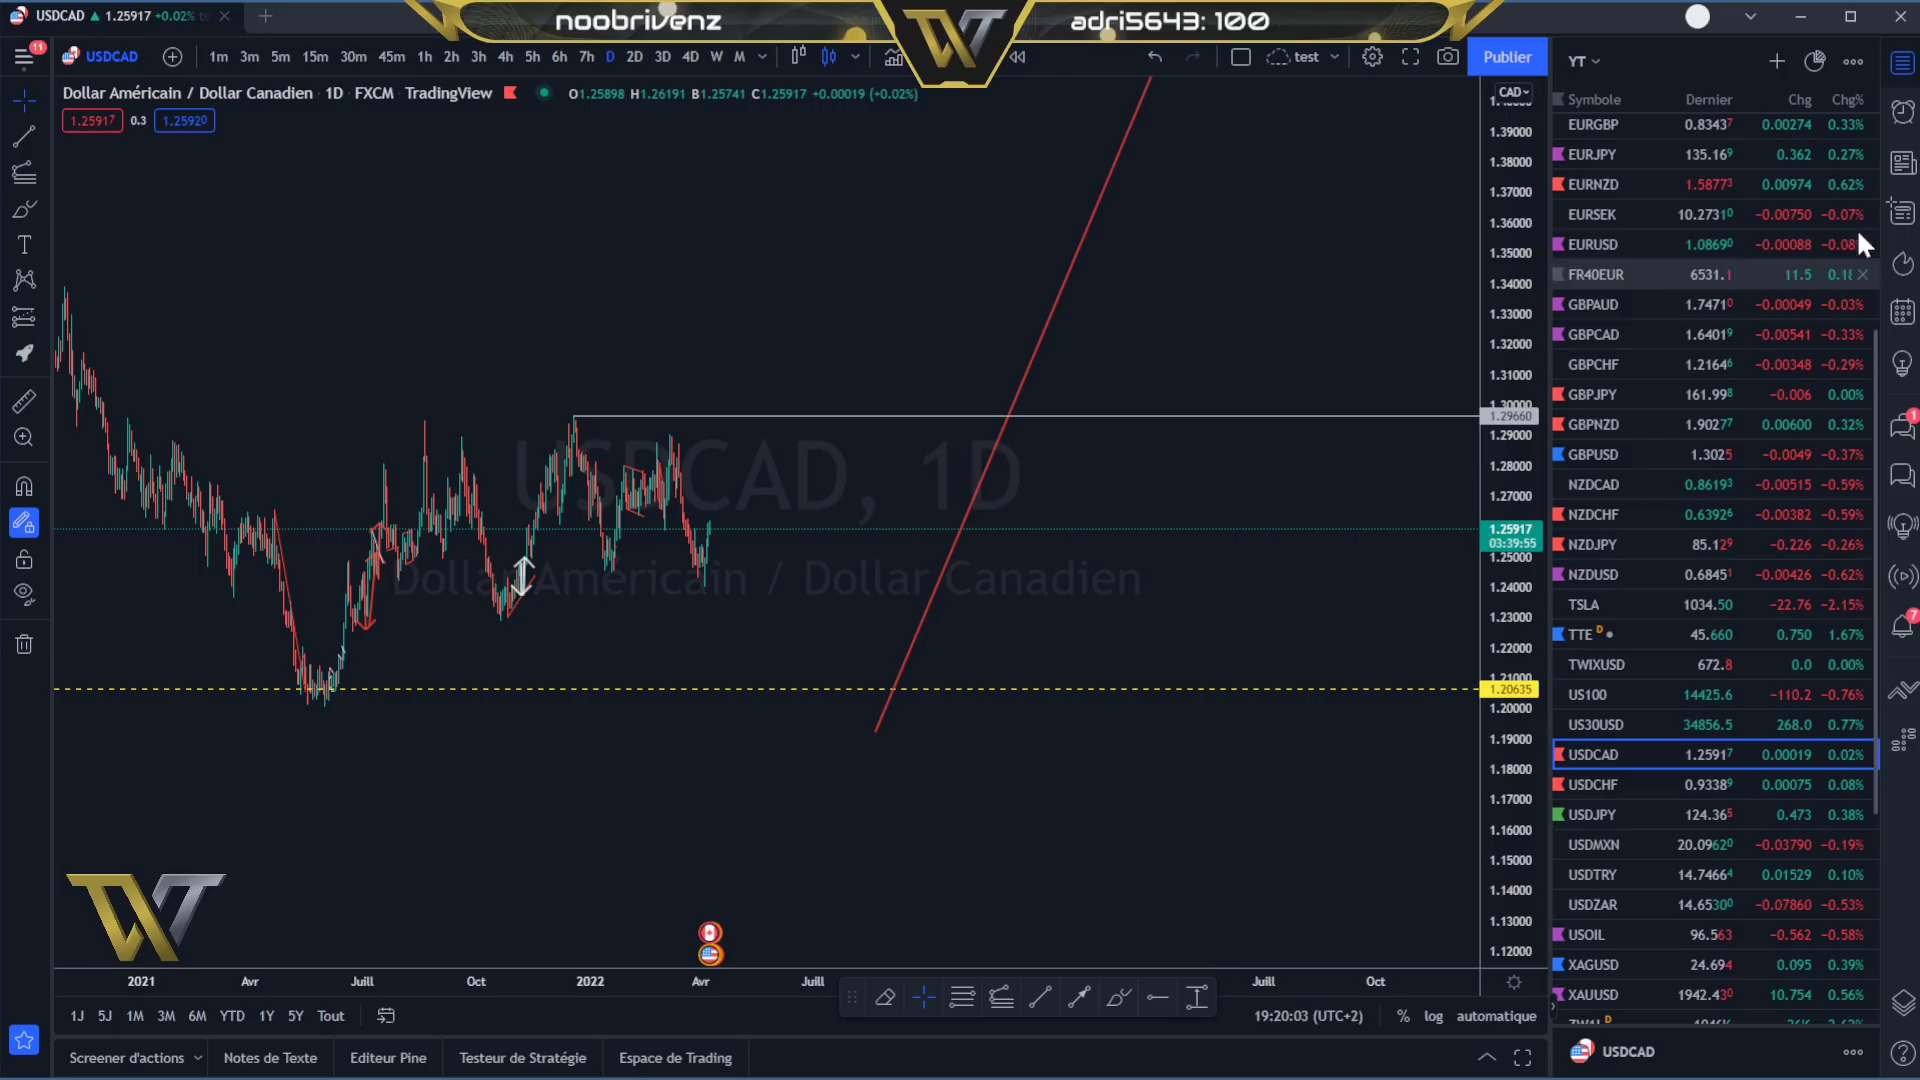 USDCAD ▲ 1.25917 +0.02%
noobrivenz
adri5643: 100
11
USDCAD
1m 3m 5m 15m 30m 45m 1h 2h 3h 4h 5h 6h 7h D 2D 3D 4D W M
test
Publier
YT
Dollar Américain / Dollar Canadien · 1D · FXCM · TradingView
O1.25898 H1.26191 B1.25741 C1.25917 +0.00019 (+0.02%)
1.25917 0.3 1.25920
CAD
1.39000
1.38000
1.37000
1.36000
1.35000
1.34000
1.33000
1.32000
1.31000
1.30000
1.29660
1.29000
1.28000
1.27000
1.25917
03:39:55
1.25000
1.24000
1.23000
1.22000
1.21000
1.20635
1.20000
1.19000
1.18000
1.17000
1.16000
1.15000
1.14000
1.13000
1.12000
USDCAD, 1D
Dollar Américain / Dollar Canadien
Symbole Dernier Chg Chg%
EURGBP 0.83437 0.00274 0.33%
EURJPY 135.169 0.362 0.27%
EURNZD 1.58773 0.00974 0.62%
EURSEK 10.27310 −0.00750 −0.07%
EURUSD 1.08690 −0.00088 −0.08
FR40EUR 6531.1 11.5 0.18
GBPAUD 1.74710 −0.00049 −0.03%
GBPCAD 1.64019 −0.00541 −0.33%
GBPCHF 1.21646 −0.00348 −0.29%
GBPJPY 161.998 −0.006 0.00%
GBPNZD 1.90277 0.00600 0.32%
GBPUSD 1.3025 −0.0049 −0.37%
NZDCAD 0.86193 −0.00515 −0.59%
NZDCHF 0.63926 −0.00382 −0.59%
NZDJPY 85.129 −0.226 −0.26%
NZDUSD 0.68451 −0.00426 −0.62%
TSLA 1034.50 −22.76 −2.15%
TTE D 45.660 0.750 1.67%
TWIXUSD 672.8 0.0 0.00%
US100 14425.6 −110.2 −0.76%
US30USD 34856.5 268.0 0.77%
USDCAD 1.25917 0.00019 0.02%
USDCHF 0.93389 0.00075 0.08%
USDJPY 124.365 0.473 0.38%
USDMXN 20.09620 −0.03790 −0.19%
USDTRY 14.74664 0.01529 0.10%
USDZAR 14.65300 −0.07860 −0.53%
USOIL 96.563 −0.562 −0.58%
XAGUSD 24.694 0.095 0.39%
XAUUSD 1942.430 10.754 0.56%
1
7
2021 Avr Juill Oct 2022 Avr Juill Juill Oct
1J 5J 1M 3M 6M YTD 1Y 5Y Tout
19:20:03 (UTC+2) % log automatique
Screener d'actions Notes de Texte Editeur Pine Testeur de Stratégie Espace de Trading
USDCAD